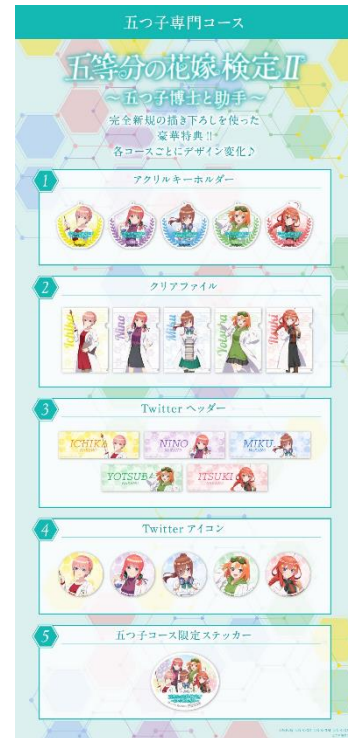 五つ子専門コース
五等分の花嫁 検定Ⅱ
～五つ子博士と助手～
完全新規の描き下ろしを使った
豪華特典!!
各コースごとにデザイン変化♪
1
アクリルキーホルダー
2
クリアファイル
Ichika
Nino
Miku
Yotsuba
Itsuki
3
Twitter ヘッダー
ICHIKA
NINO
MIKU
YOTSUBA
ITSUKI
4
Twitter アイコン
5
五つ子コース限定ステッカー